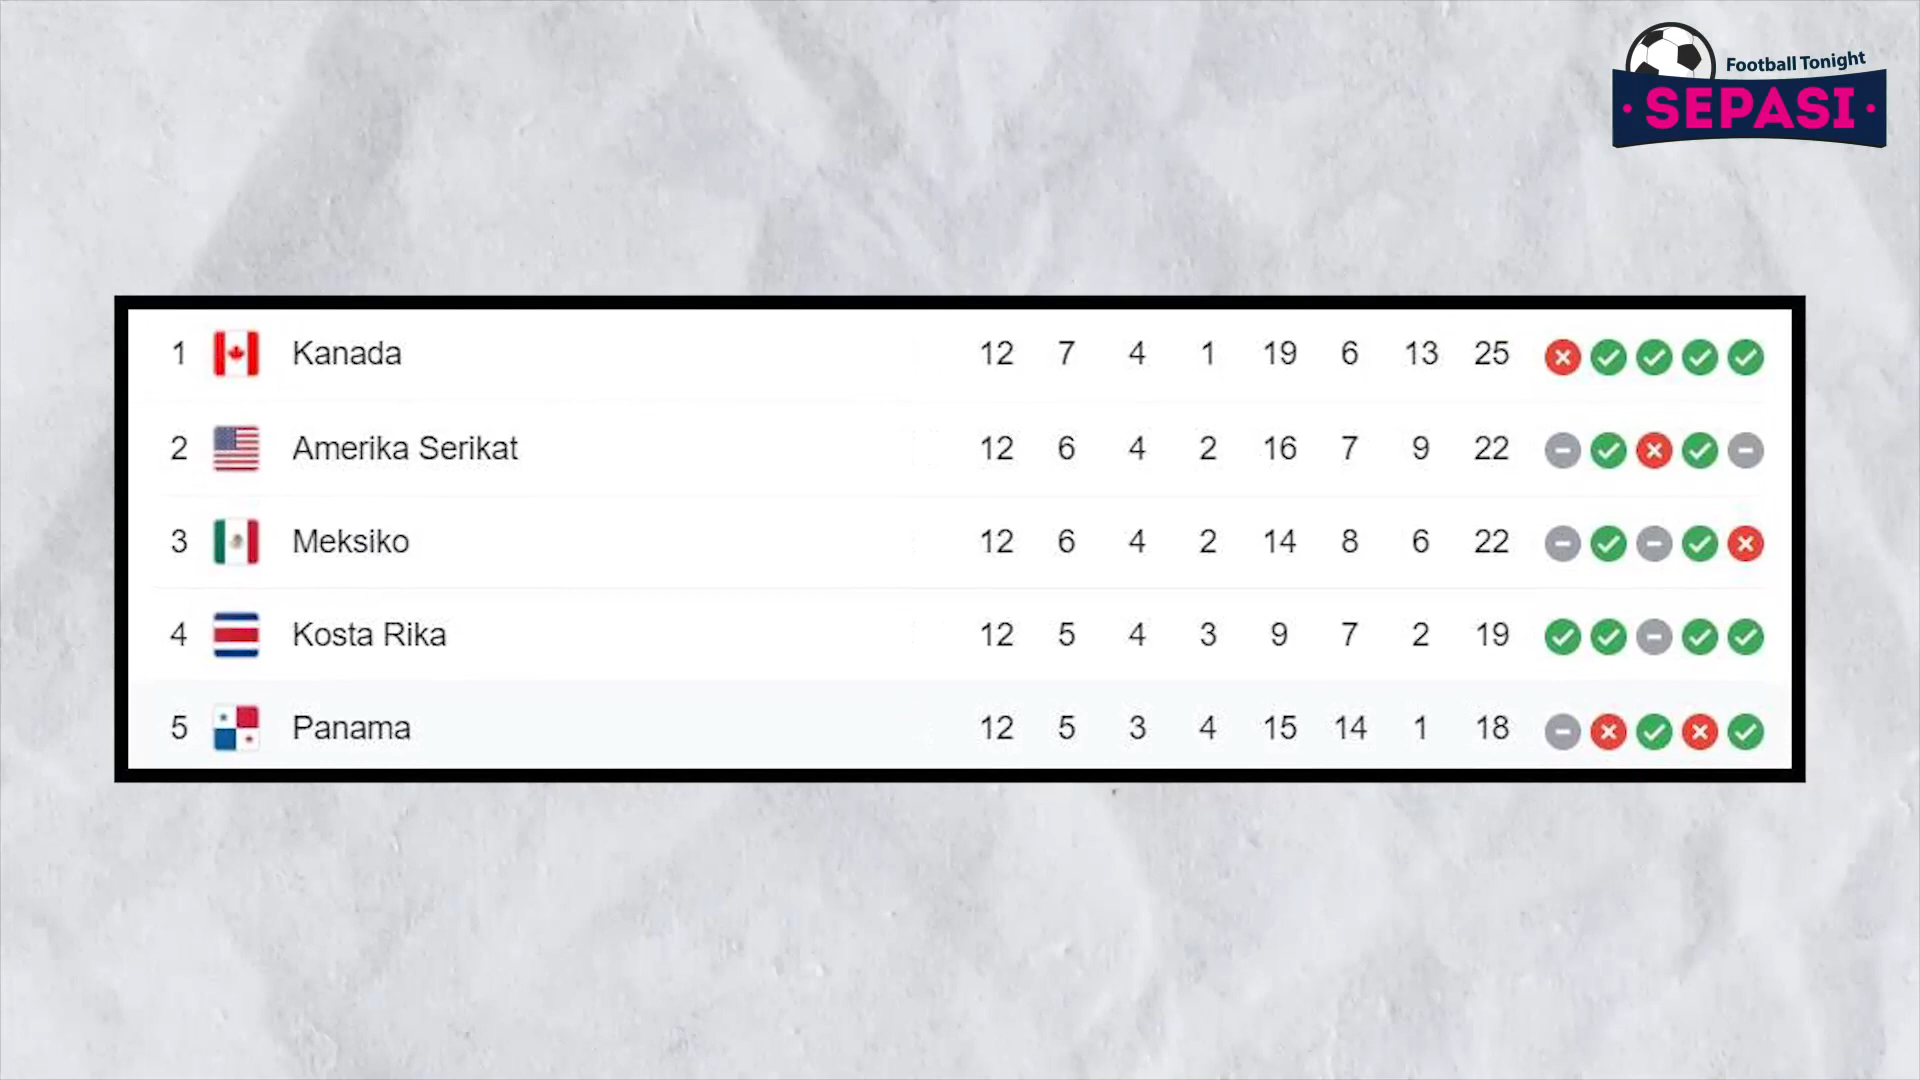 Football Tonight
SEPASI
1 Kanada 12 7 4 1 19 6 13 25
2 Amerika Serikat 12 6 4 2 16 7 9 22
3 Meksiko 12 6 4 2 14 8 6 22
4 Kosta Rika 12 5 4 3 9 7 2 19
5 Panama 12 5 3 4 15 14 1 18